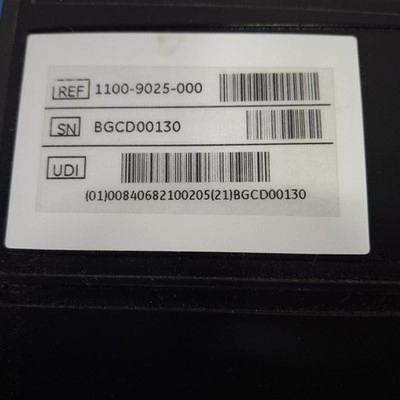 REF 1100-9025-000
SN BGCD00130
UDI
(01)00840682100205(21)BGCD00130